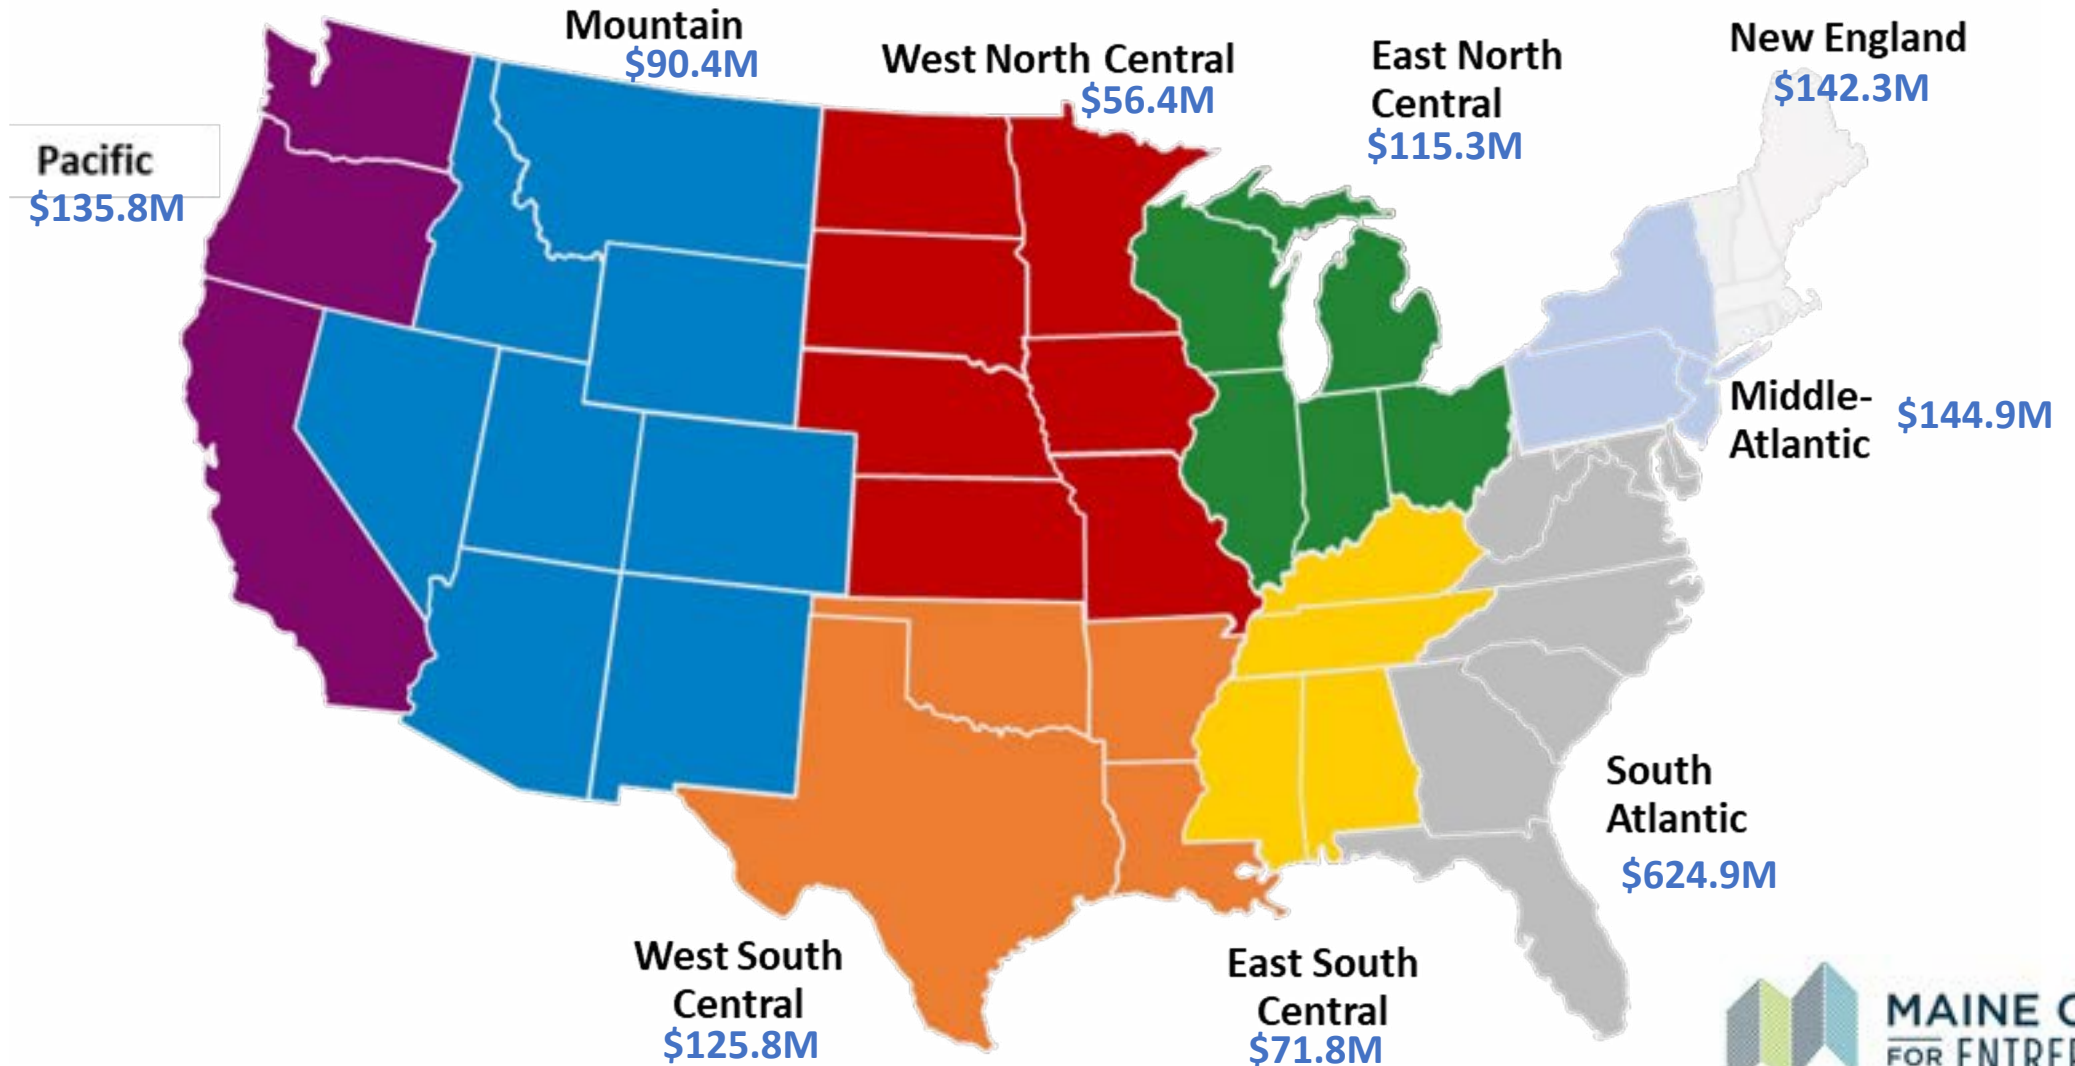 Mountain
$90.4M
West North Central
$56.4M
East North
Central
$115.3M
New England
$142.3M
Pacific
$135.8M
Middle-
Atlantic
$144.9M
South
Atlantic
$624.9M
West South
Central
$125.8M
East South
Central
$71.8M
MAINE
FOR